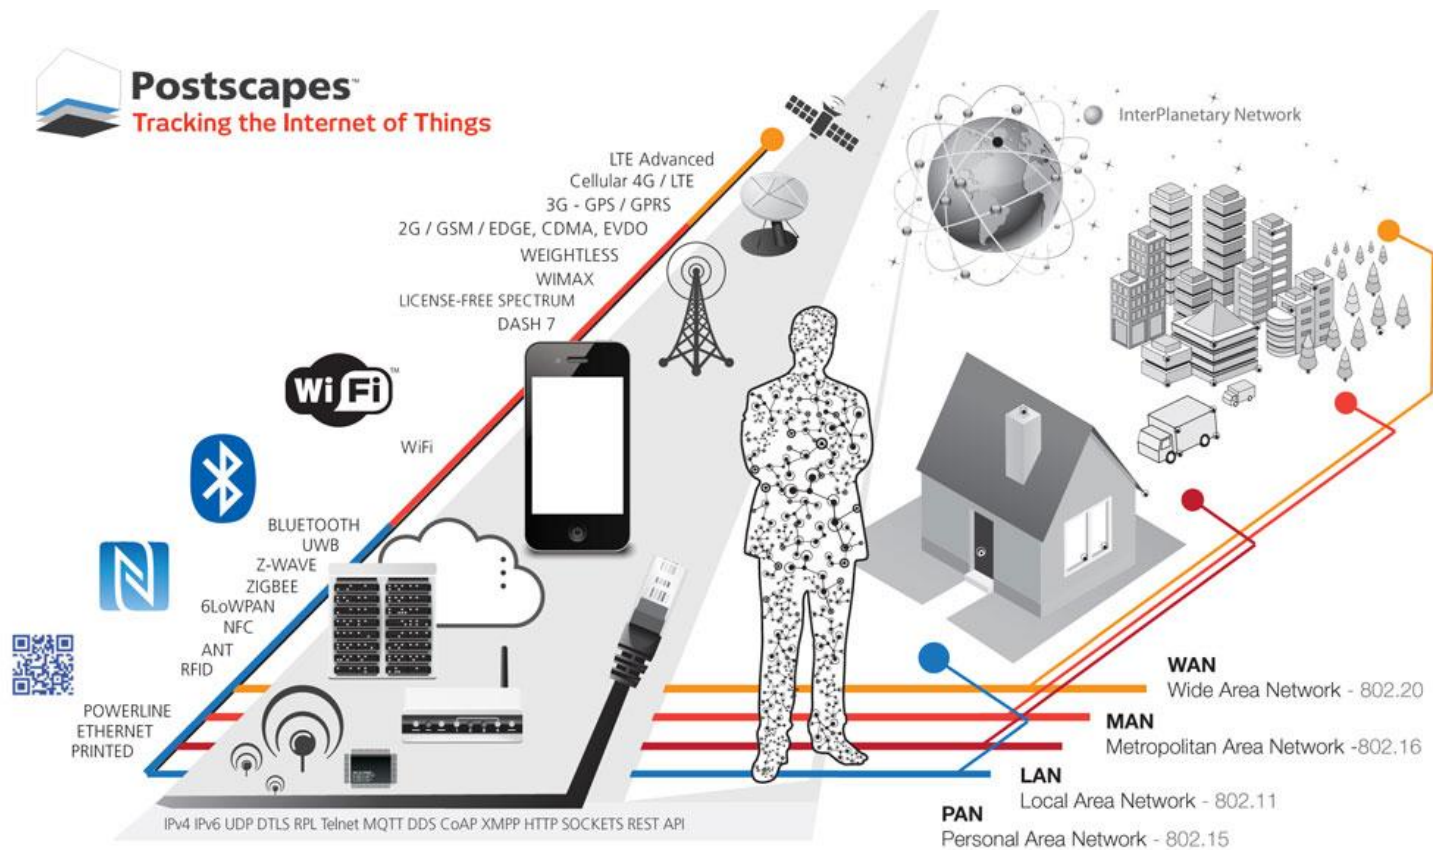 Postscapes™
Tracking the Internet of Things
InterPlanetary Network
LTE Advanced
Cellular 4G / LTE
3G - GPS / GPRS
2G / GSM / EDGE, CDMA, EVDO
WEIGHTLESS
WIMAX
LICENSE-FREE SPECTRUM
DASH 7
WiFi™
WiFi
BLUETOOTH
UWB
Z-WAVE
ZIGBEE
6LoWPAN
NFC
ANT
RFID
POWERLINE
ETHERNET
PRINTED
WAN
Wide Area Network - 802.20
MAN
Metropolitan Area Network -802.16
LAN
Local Area Network - 802.11
PAN
Personal Area Network - 802.15
IPv4 IPv6 UDP DTLS RPL Telnet MQTT DDS CoAP XMPP HTTP SOCKETS REST API